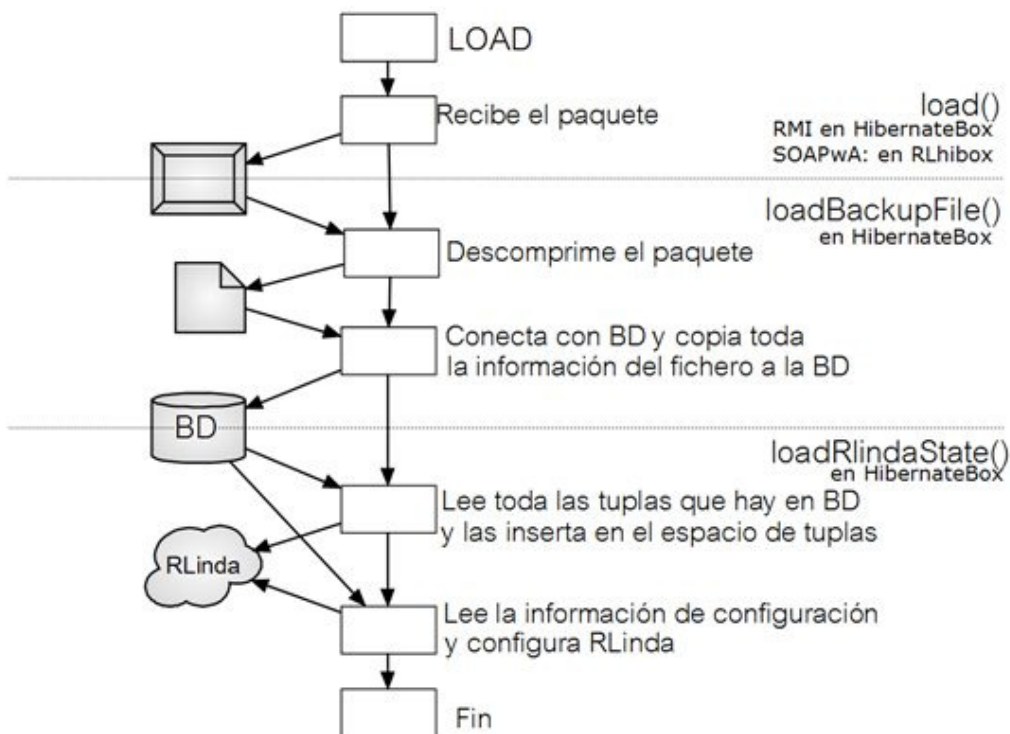 LOAD
Recibe el paquete
load()
RMI en HibernateBox
SOAPwA: en RLhibox
loadBackupFile()
en HibernateBox
Descomprime el paquete
Conecta con BD y copia toda
la información del fichero a la BD
BD
loadRlindaState()
en HibernateBox
Lee toda las tuplas que hay en BD
y las inserta en el espacio de tuplas
RLinda
Lee la información de configuración
y configura RLinda
Fin